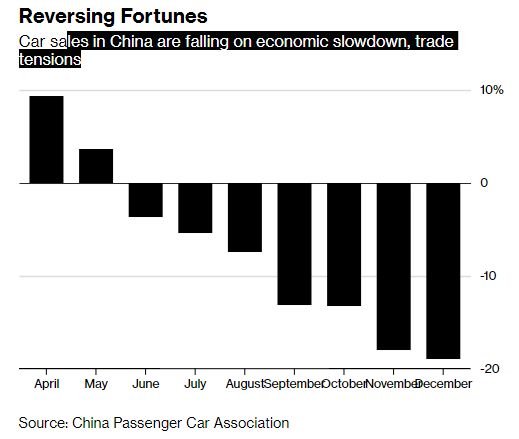 Reversing Fortunes
Car sales in China are falling on economic slowdown, trade
tensions
10%
0
-10
-20
April May June July August September October November December
Source: China Passenger Car Association